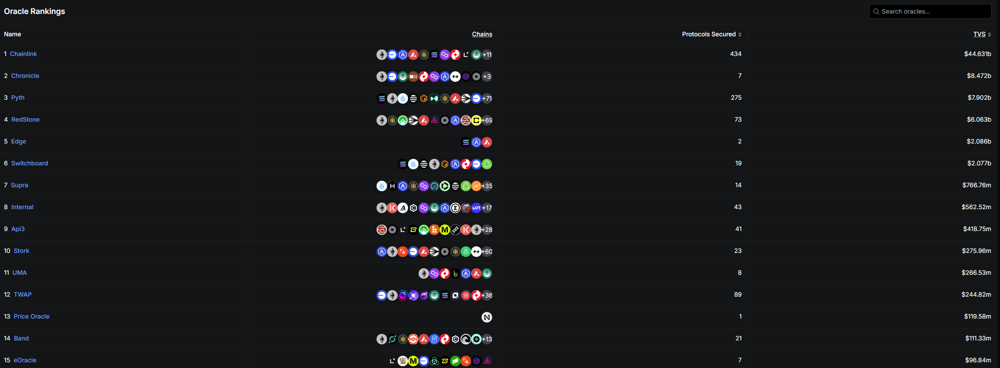 Oracle Rankings
Search oracles...
Name Chains Protocols Secured TVS
1 Chainlink +11 434 $44.631b
2 Chronicle +3 7 $8.472b
3 Pyth +71 275 $7.902b
4 RedStone +69 73 $6.063b
5 Edge 2 $2.086b
6 Switchboard 19 $2.077b
7 Supra +35 14 $766.76m
8 Internal +17 43 $562.52m
9 Api3 +28 41 $418.75m
10 Stork +60 23 $275.96m
11 UMA 8 $266.53m
12 TWAP +36 89 $244.82m
13 Price Oracle 1 $119.58m
14 Band +13 21 $111.33m
15 eOracle 7 $96.84m